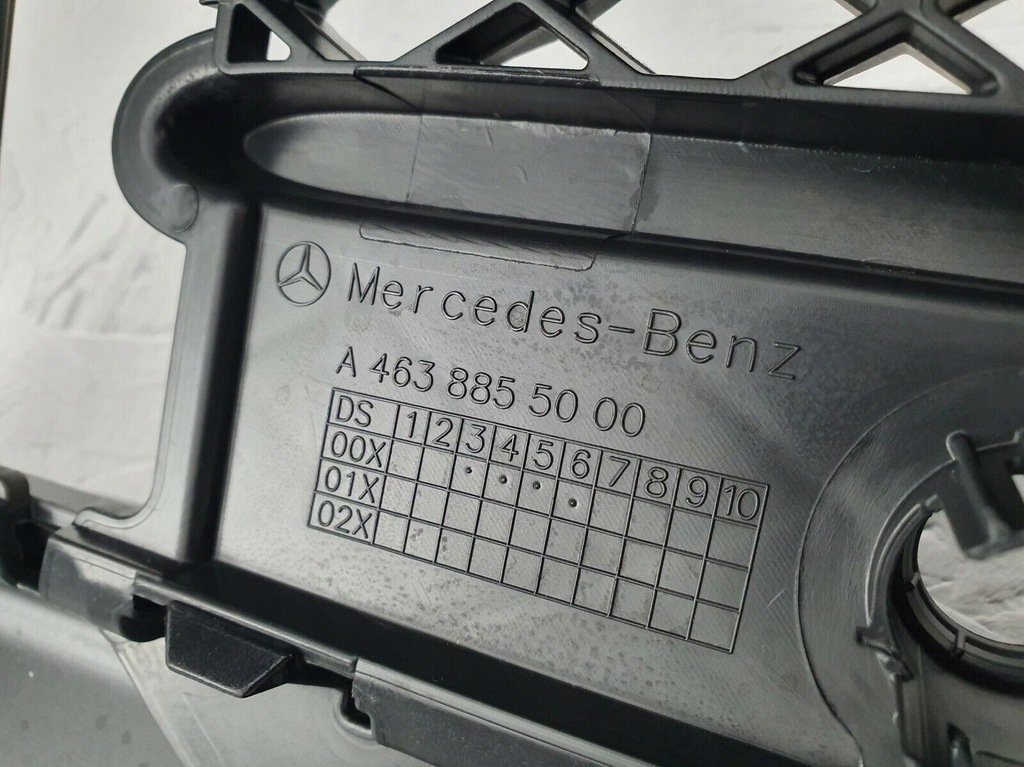 Mercedes-Benz
A 463 885 50 00
DS 1 2 3 4 5 6 7 8 9 10
00X
01X
02X